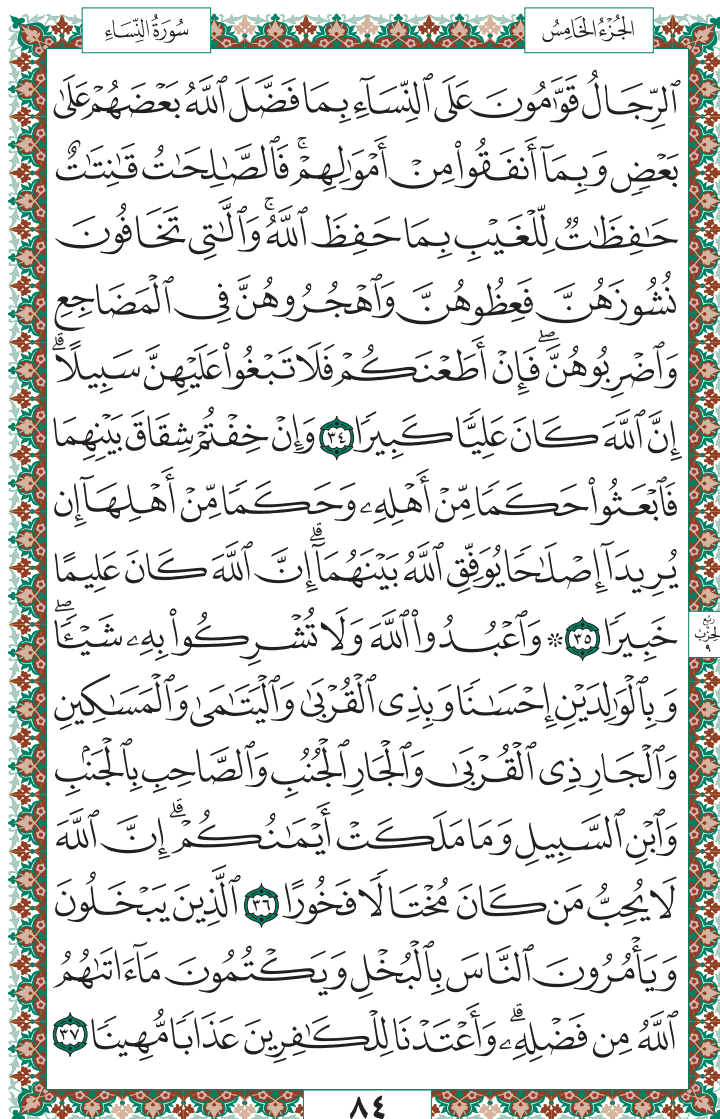 الجُزْءُ الخَامِسُ
سُورَةُ النِّسَاءِ
ٱلرِّجَالُ قَوَّٰمُونَ عَلَى ٱلنِّسَآءِ بِمَا فَضَّلَ ٱللَّهُ بَعْضَهُمْ عَلَىٰ
بَعْضٍ وَبِمَآ أَنفَقُوا۟ مِنْ أَمْوَٰلِهِمْ ۚ فَٱلصَّٰلِحَٰتُ قَٰنِتَٰتٌ
حَٰفِظَٰتٌ لِّلْغَيْبِ بِمَا حَفِظَ ٱللَّهُ ۚ وَٱلَّٰتِى تَخَافُونَ
نُشُوزَهُنَّ فَعِظُوهُنَّ وَٱهْجُرُوهُنَّ فِى ٱلْمَضَاجِعِ
وَٱضْرِبُوهُنَّ ۖ فَإِنْ أَطَعْنَكُمْ فَلَا تَبْغُوا۟ عَلَيْهِنَّ سَبِيلًا ۗ
إِنَّ ٱللَّهَ كَانَ عَلِيًّا كَبِيرًا ٣٤ وَإِنْ خِفْتُمْ شِقَاقَ بَيْنِهِمَا
فَٱبْعَثُوا۟ حَكَمًا مِّنْ أَهْلِهِۦ وَحَكَمًا مِّنْ أَهْلِهَآ إِن
يُرِيدَآ إِصْلَٰحًا يُوَفِّقِ ٱللَّهُ بَيْنَهُمَآ ۗ إِنَّ ٱللَّهَ كَانَ عَلِيمًا
خَبِيرًا ٣٥ ۞ وَٱعْبُدُوا۟ ٱللَّهَ وَلَا تُشْرِكُوا۟ بِهِۦ شَيْـًٔا ۖ
رُبْع
الحِزْب
٩
وَبِٱلْوَٰلِدَيْنِ إِحْسَٰنًا وَبِذِى ٱلْقُرْبَىٰ وَٱلْيَتَٰمَىٰ وَٱلْمَسَٰكِينِ
وَٱلْجَارِ ذِى ٱلْقُرْبَىٰ وَٱلْجَارِ ٱلْجُنُبِ وَٱلصَّاحِبِ بِٱلْجَنۢبِ
وَٱبْنِ ٱلسَّبِيلِ وَمَا مَلَكَتْ أَيْمَٰنُكُمْ ۗ إِنَّ ٱللَّهَ
لَا يُحِبُّ مَن كَانَ مُخْتَالًا فَخُورًا ٣٦ ٱلَّذِينَ يَبْخَلُونَ
وَيَأْمُرُونَ ٱلنَّاسَ بِٱلْبُخْلِ وَيَكْتُمُونَ مَآ ءَاتَىٰهُمُ
ٱللَّهُ مِن فَضْلِهِۦ ۗ وَأَعْتَدْنَا لِلْكَٰفِرِينَ عَذَابًا مُّهِينًا ٣٧
٨٤